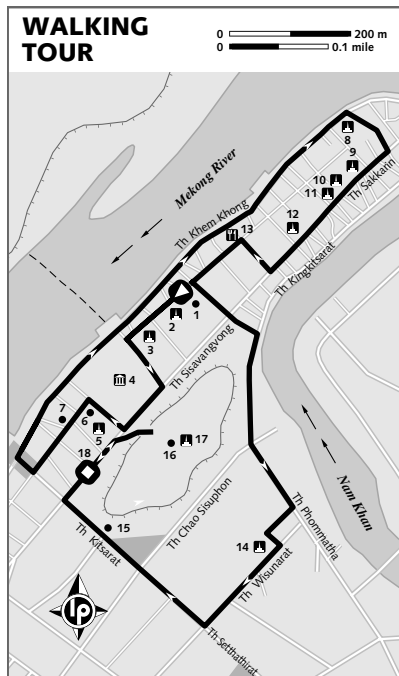 WALKING
TOUR
0 200 m
0 0.1 mile
8
9
Mekong River
10
11
Th Sakkarin
12
13
Th Khem Khong
Th Kingkitsarat
1
2
3
Th Sisavangvong
4
7
6
5
17
16
18
Nam Khan
Th Chao Sisuphon
Th Phommatha
15
14
Th Kitsarat
Th Wisunarat
lp
Th Setthathirat